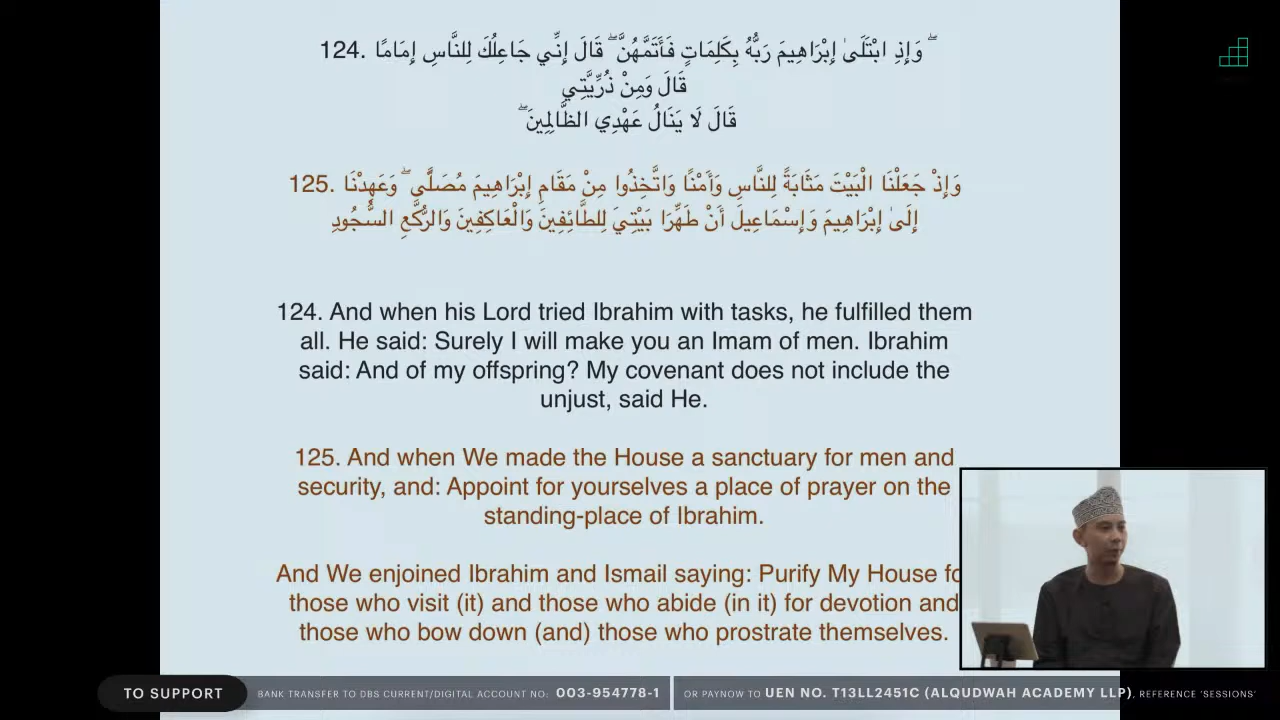 124. ۖ وَإِذِ ابْتَلَىٰ إِبْرَاهِيمَ رَبُّهُ بِكَلِمَاتٍ فَأَتَمَّهُنَّ ۖ قَالَ إِنِّي جَاعِلُكَ لِلنَّاسِ إِمَامًا
قَالَ وَمِنْ ذُرِّيَّتِي
قَالَ لَا يَنَالُ عَهْدِي الظَّالِمِينَ ۖ
125. وَإِذْ جَعَلْنَا الْبَيْتَ مَثَابَةً لِلنَّاسِ وَأَمْنًا وَاتَّخِذُوا مِنْ مَقَامِ إِبْرَاهِيمَ مُصَلًّى ۖ وَعَهِدْنَا
إِلَىٰ إِبْرَاهِيمَ وَإِسْمَاعِيلَ أَنْ طَهِّرَا بَيْتِيَ لِلطَّائِفِينَ وَالْعَاكِفِينَ وَالرُّكَّعِ السُّجُودِ
124. And when his Lord tried Ibrahim with tasks, he fulfilled them
all. He said: Surely I will make you an Imam of men. Ibrahim
said: And of my offspring? My covenant does not include the
unjust, said He.
125. And when We made the House a sanctuary for men and
security, and: Appoint for yourselves a place of prayer on the
standing-place of Ibrahim.
And We enjoined Ibrahim and Ismail saying: Purify My House
those who visit (it) and those who abide (in it) for devotion and
those who bow down (and) those who prostrate themselves.
TO SUPPORT
BANK TRANSFER TO DBS CURRENT/DIGITAL ACCOUNT NO: 003-954778-1
OR PAYNOW TO UEN NO. T13LL2451C (ALQUDWAH ACADEMY LLP), REFERENCE 'SESSIONS'